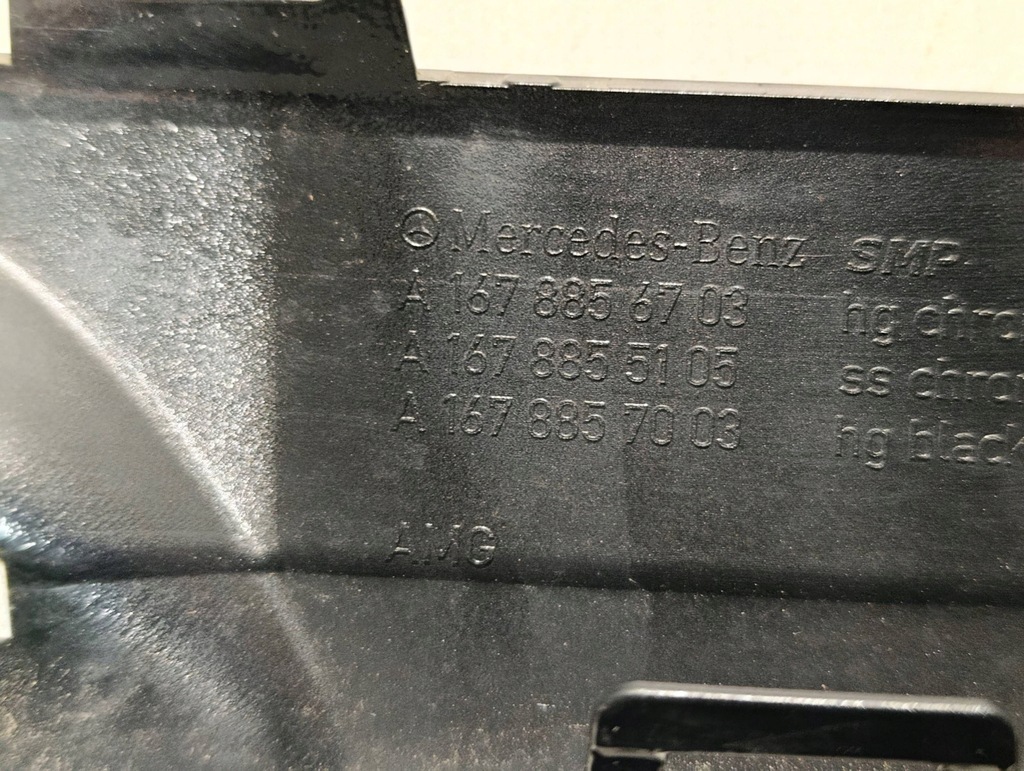 Mercedes-Benz SMP
A 167 885 67 03 hg chro
A 167 885 51 05 ss chro
A 167 885 70 03 hg black
AMG